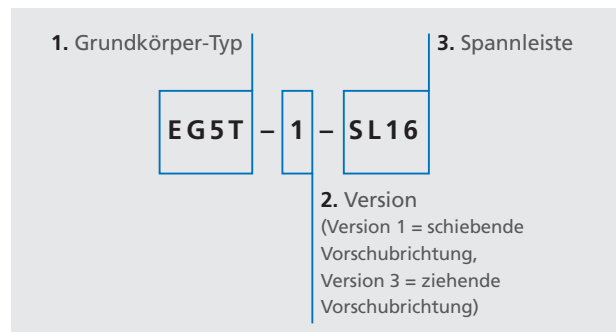 1. Grundkörper-Typ
3. Spannleiste
EG5T – 1 – SL16
2. Version
(Version 1 = schiebende
Vorschubrichtung,
Version 3 = ziehende
Vorschubrichtung)